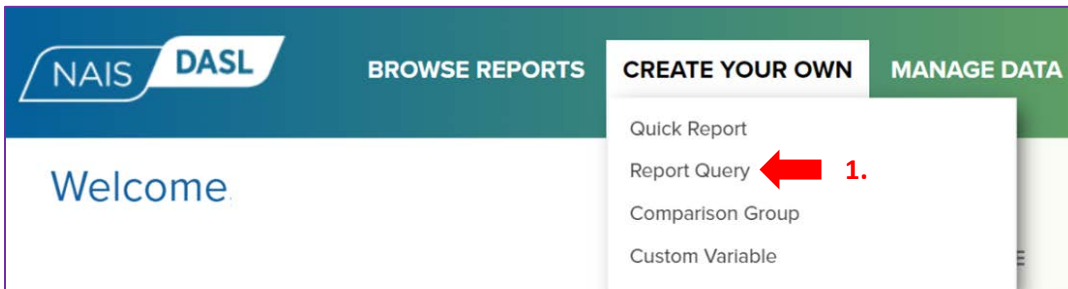 NAIS DASL
BROWSE REPORTS CREATE YOUR OWN MANAGE DATA
Quick Report
Welcome
Report Query 1.
Comparison Group
Custom Variable